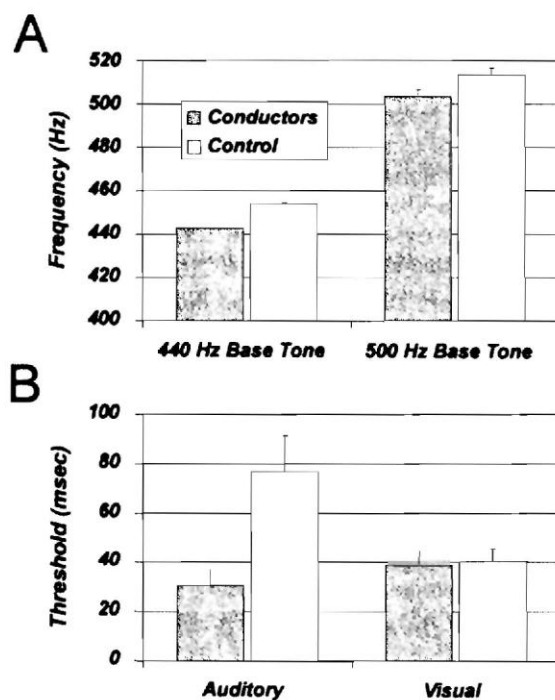 A
Frequency (Hz)
520
500
480
460
440
420
400
Conductors
Control
440 Hz Base Tone
500 Hz Base Tone
B
Threshold (msec)
100
80
60
40
20
0
Auditory
Visual